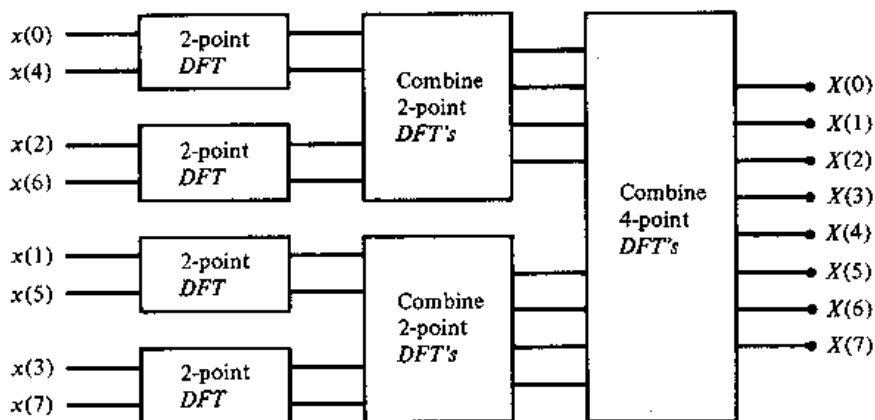 x(0)
x(4)
2-point
DFT
x(2)
x(6)
2-point
DFT
x(1)
x(5)
2-point
DFT
x(3)
x(7)
2-point
DFT
Combine
2-point
DFT's
Combine
2-point
DFT's
Combine
4-point
DFT's
X(0)
X(1)
X(2)
X(3)
X(4)
X(5)
X(6)
X(7)